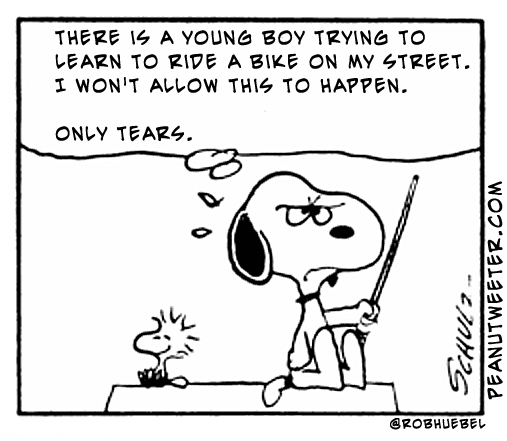 THERE IS A YOUNG BOY TRYING TO
LEARN TO RIDE A BIKE ON MY STREET.
I WON'T ALLOW THIS TO HAPPEN.
ONLY TEARS.
SCHULZ
PEANUTWEETER.COM
@ROBHUEBEL